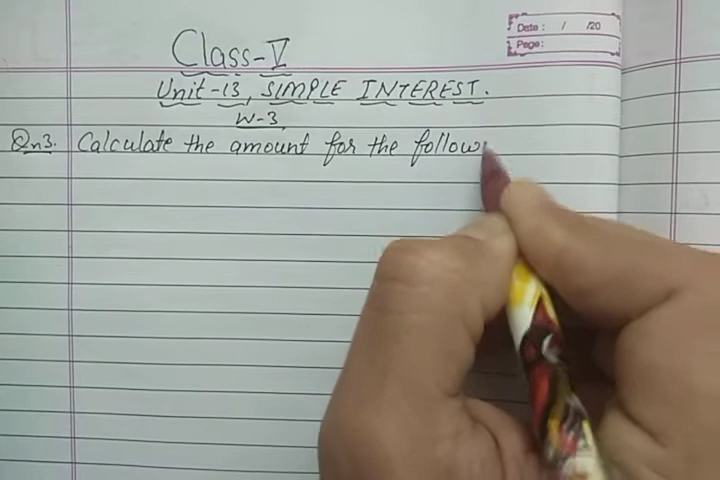 Date: / /20
Page:
Class-V
Unit-13, SIMPLE INTEREST.
W-3.
Qn3. Calculate the amount for the follow